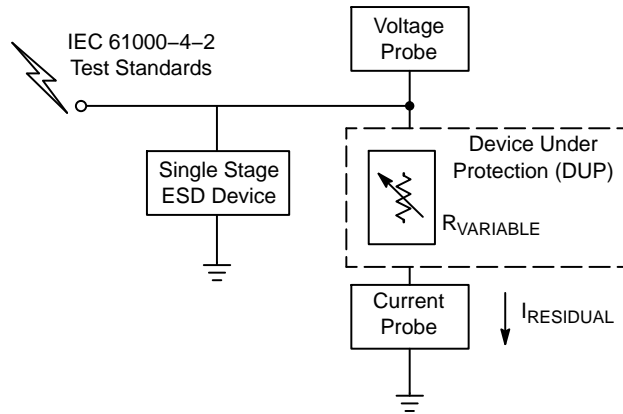 IEC 61000–4–2
Test Standards
Voltage
Probe
Single Stage
ESD Device
Device Under
Protection (DUP)
RVARIABLE
Current
Probe
IRESIDUAL